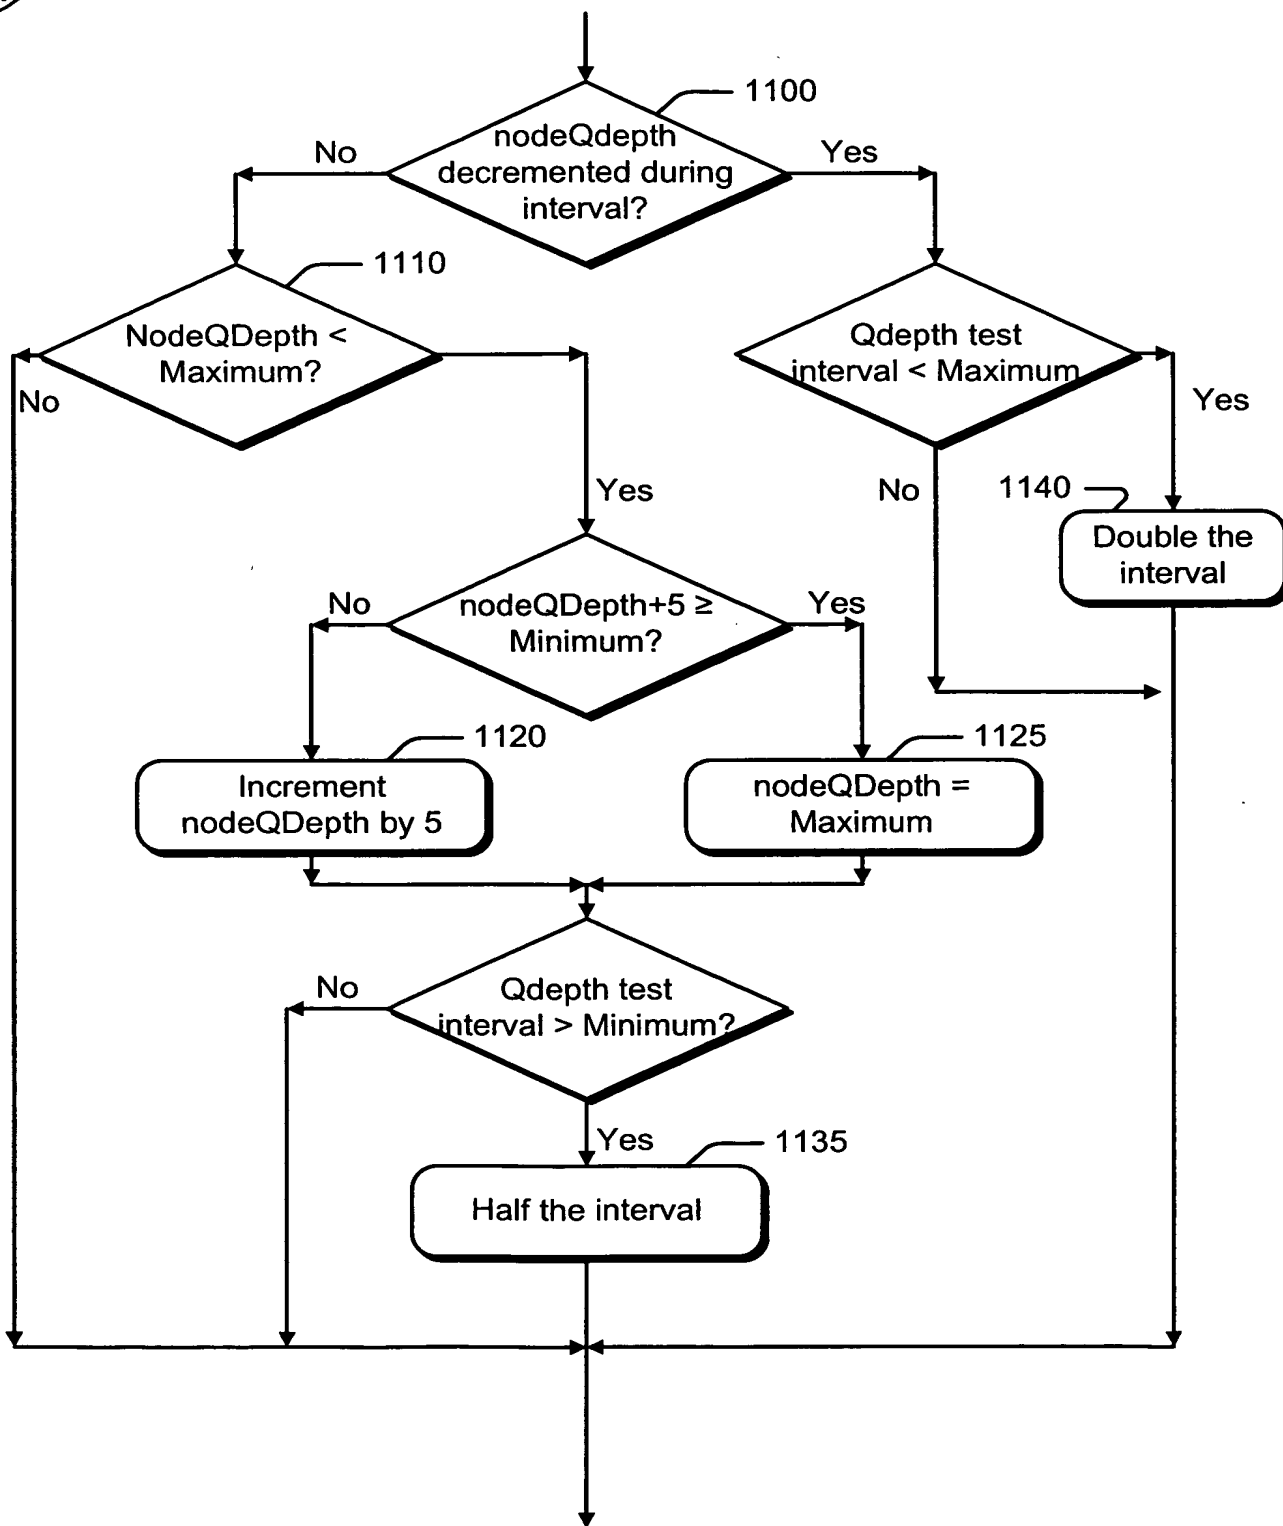 1100
nodeQdepth
decremented during
interval?
No
Yes
1110
NodeQDepth <
Maximum?
No
Yes
Qdepth test
interval < Maximum
Yes
No
1140
Double the
interval
nodeQDepth+5 ≥
Minimum?
No
Yes
1120
Increment
nodeQDepth by 5
1125
nodeQDepth =
Maximum
Qdepth test
interval > Minimum?
No
Yes
1135
Half the interval